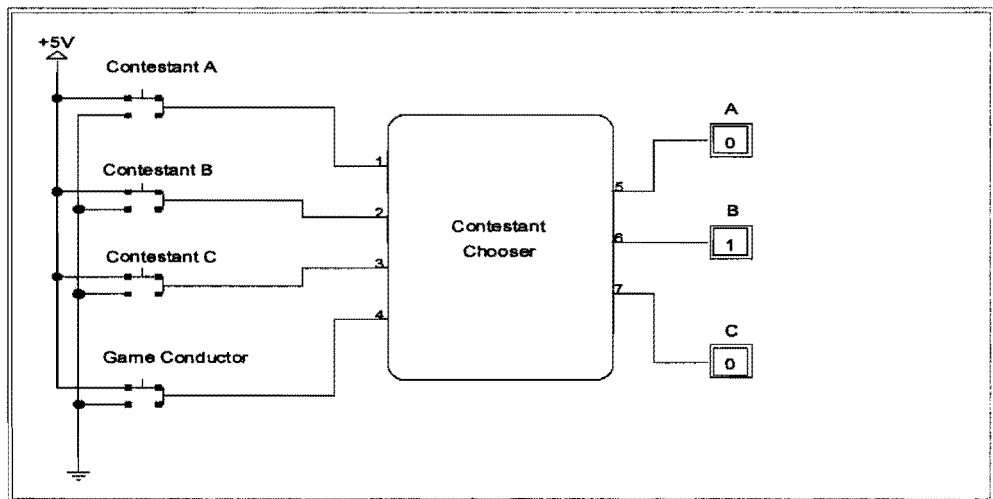 +5V
Contestant A
Contestant B
Contestant C
Game Conductor
1
2
3
4
Contestant
Chooser
5
6
7
A
0
B
1
C
0